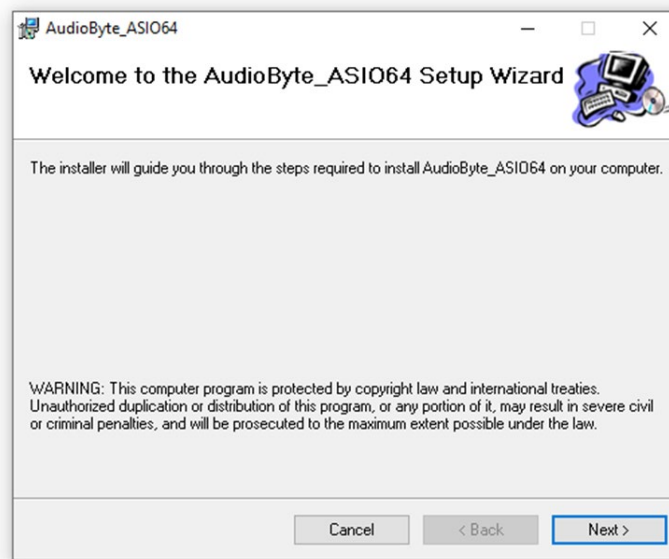 AudioByte_ASIO64
Welcome to the AudioByte_ASIO64 Setup Wizard
The installer will guide you through the steps required to install AudioByte_ASIO64 on your computer.
WARNING: This computer program is protected by copyright law and international treaties.
Unauthorized duplication or distribution of this program, or any portion of it, may result in severe civil
or criminal penalties, and will be prosecuted to the maximum extent possible under the law.
Cancel
< Back
Next >